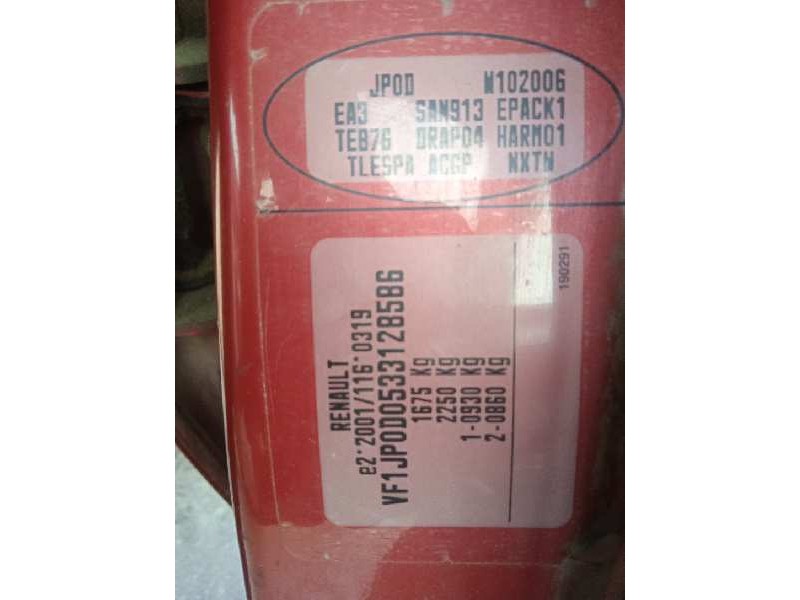 JP0D M102006
EA3 SAN913 EPACK1
TEB76 DRAP04 HARM01
TLESPA ACGP NXTN
RENAULT
e2*2001/116*0319
VF1JP0D0533128586
1675 Kg
2250 Kg
1-0930 Kg
2-0860 Kg
190291